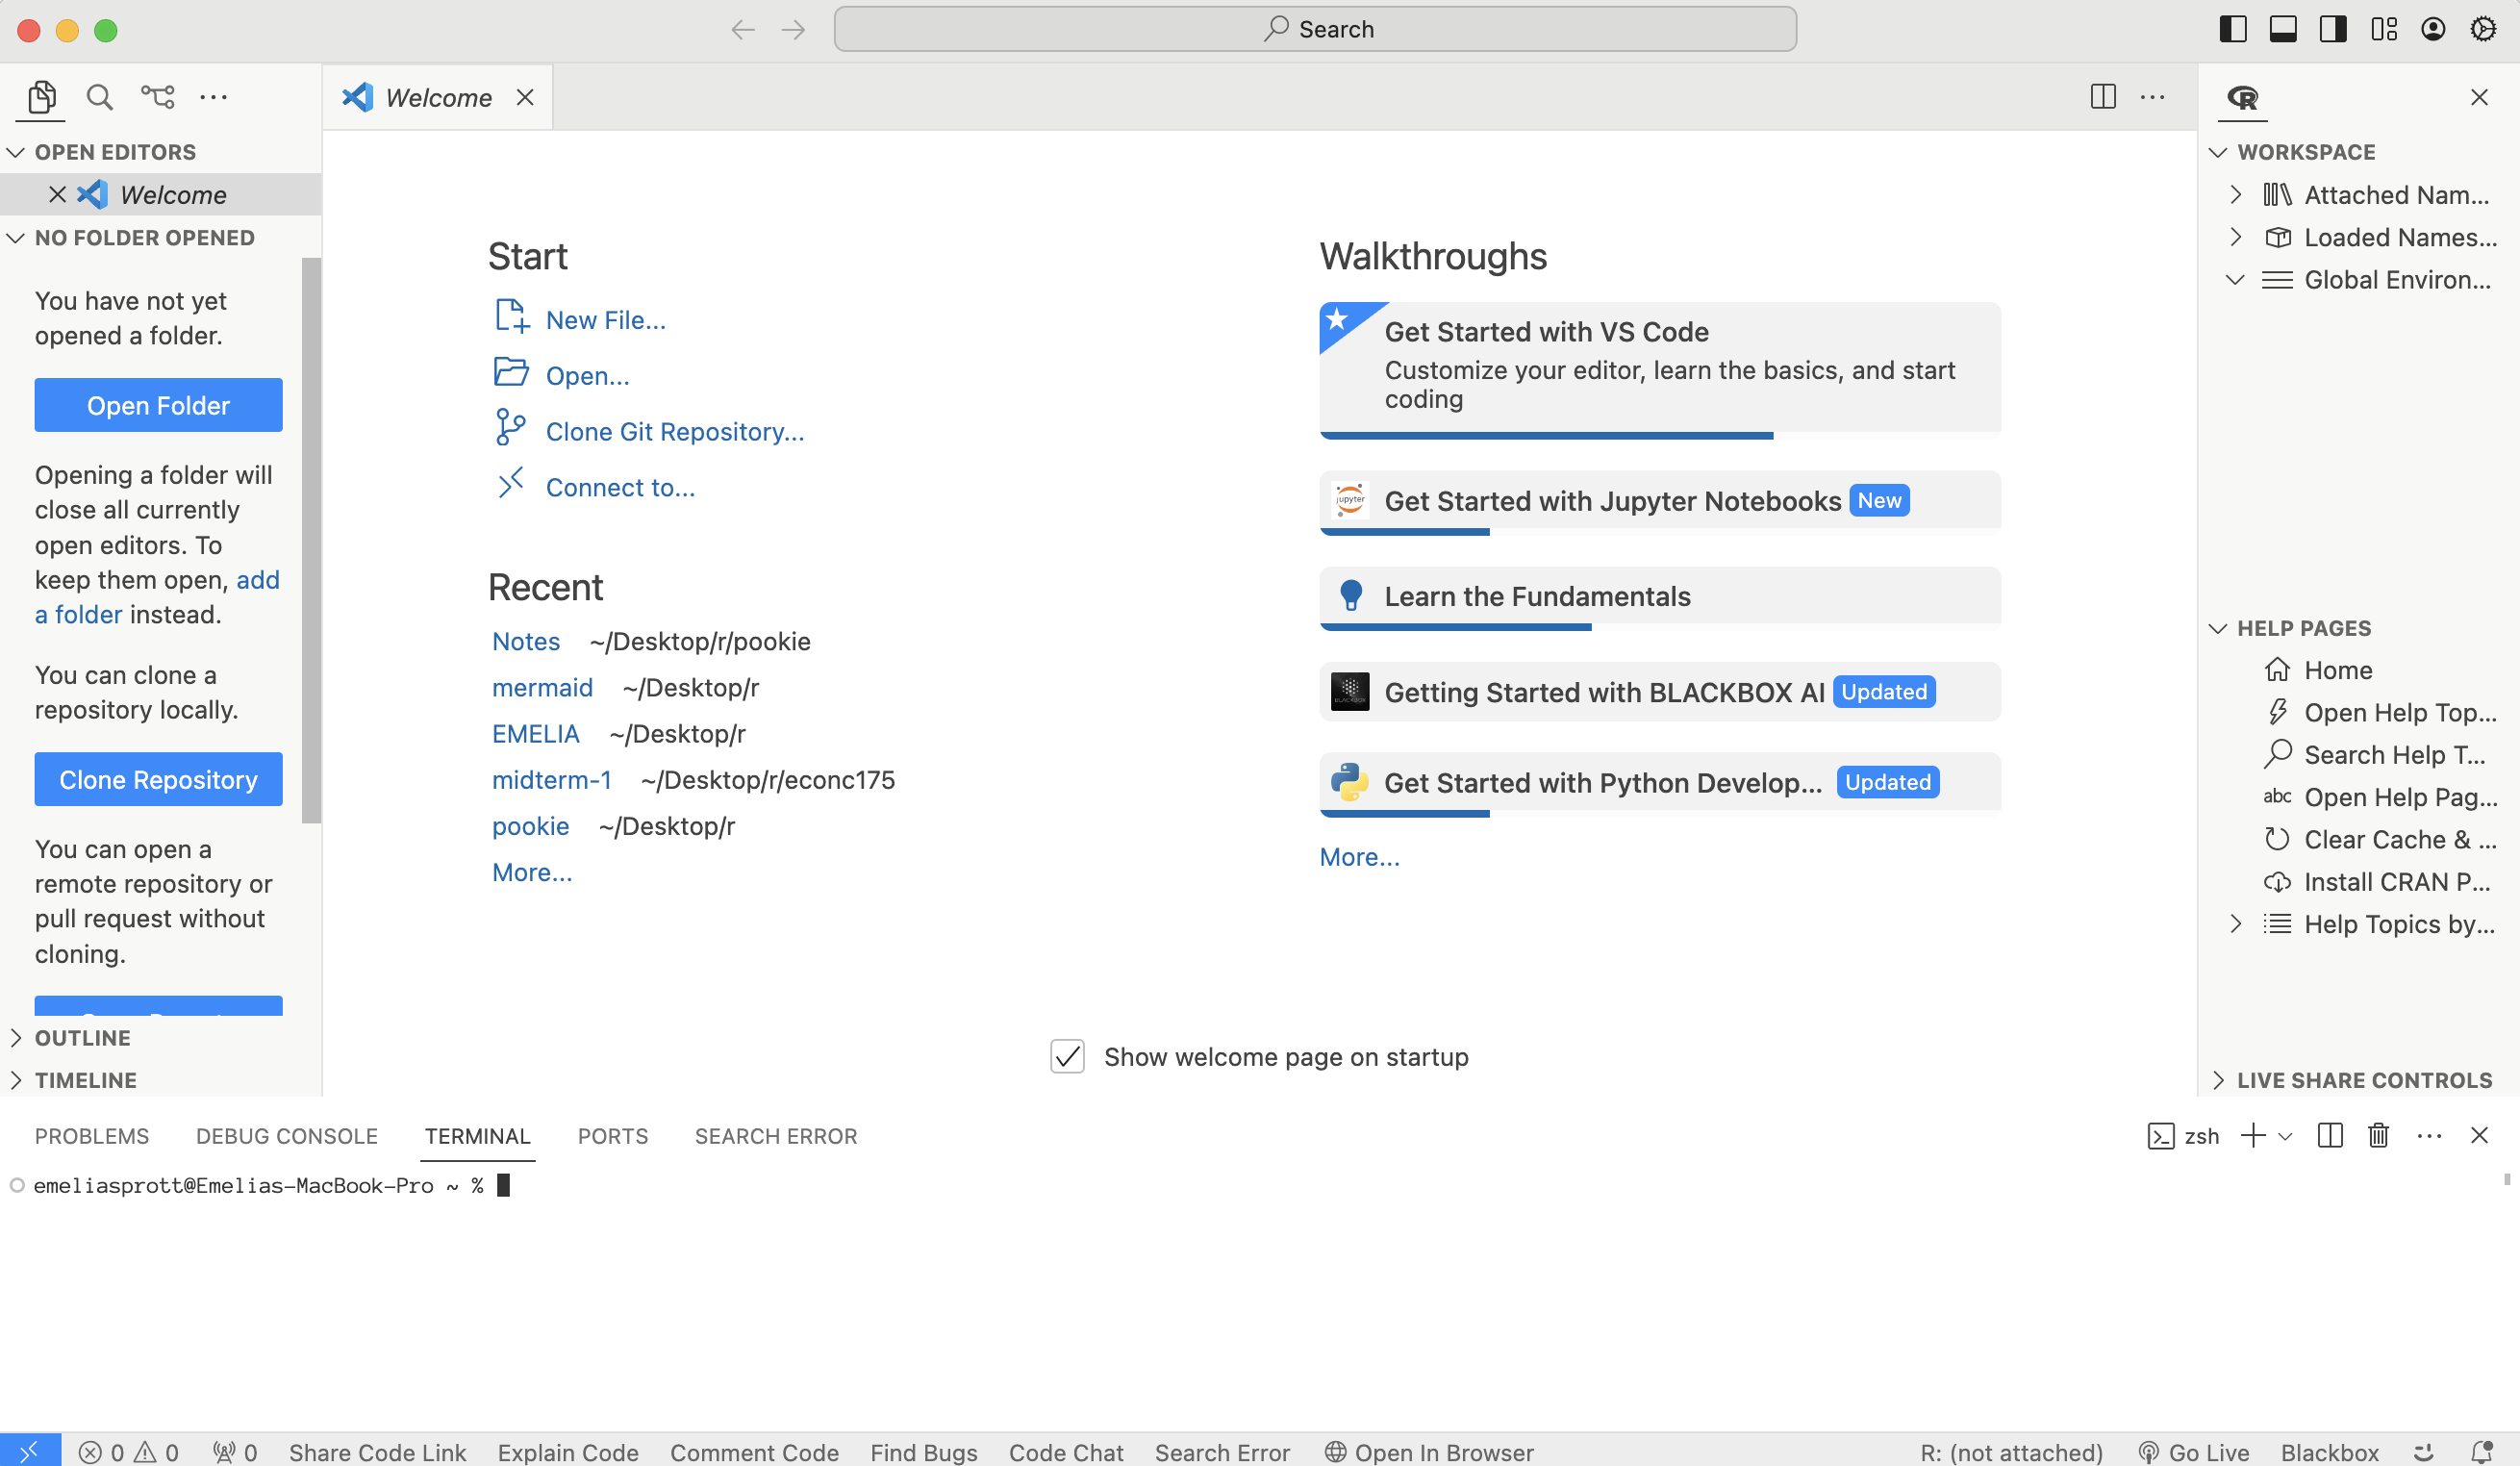 Search
Welcome
OPEN EDITORS
Welcome
NO FOLDER OPENED
You have not yet
opened a folder.
Open Folder
Opening a folder will
close all currently
open editors. To
keep them open, add
a folder instead.
You can clone a
repository locally.
Clone Repository
You can open a
remote repository or
pull request without
cloning.
OUTLINE
TIMELINE
Start
New File...
Open...
Clone Git Repository...
Connect to...
Recent
Notes ~/Desktop/r/pookie
mermaid ~/Desktop/r
EMELIA ~/Desktop/r
midterm-1 ~/Desktop/r/econc175
pookie ~/Desktop/r
More...
Walkthroughs
Get Started with VS Code
Customize your editor, learn the basics, and start
coding
jupyter
Get Started with Jupyter Notebooks New
Learn the Fundamentals
BLACKBOX
Getting Started with BLACKBOX AI Updated
Get Started with Python Develop... Updated
More...
Show welcome page on startup
R
WORKSPACE
Attached Nam...
Loaded Names...
Global Environ...
HELP PAGES
Home
Open Help Top...
Search Help T...
abc Open Help Pag...
Clear Cache & ...
Install CRAN P...
Help Topics by...
LIVE SHARE CONTROLS
PROBLEMS DEBUG CONSOLE TERMINAL PORTS SEARCH ERROR
zsh
emeliasprott@Emelias-MacBook-Pro ~ %
0 0 0 Share Code Link Explain Code Comment Code Find Bugs Code Chat Search Error Open In Browser
R: (not attached) Go Live Blackbox